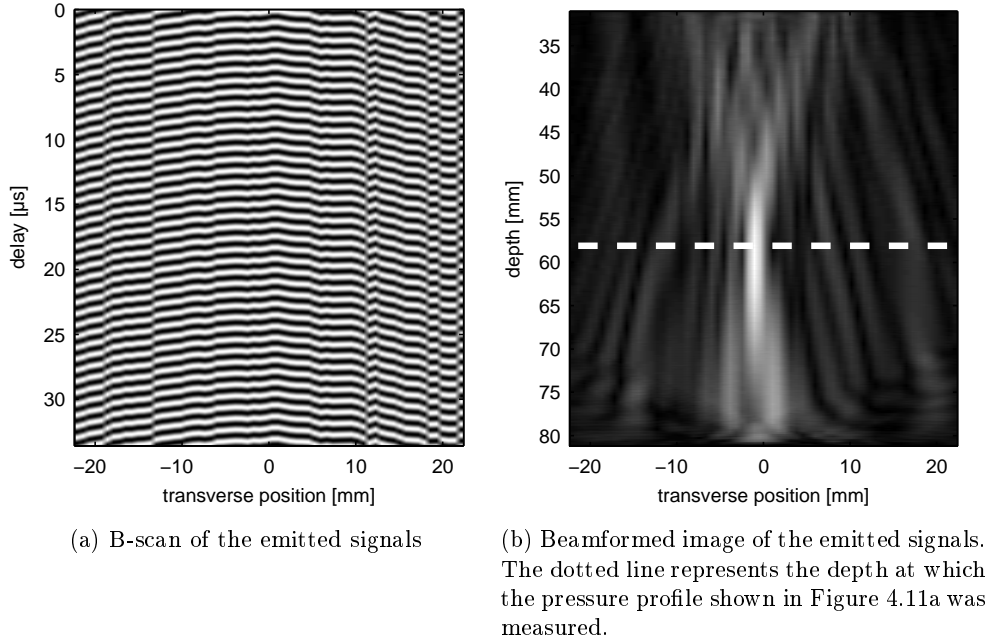 0
5
10
15
20
25
30
delay [µs]
−20 −10 0 10 20
transverse position [mm]
(a) B-scan of the emitted signals
35
40
45
50
55
60
65
70
75
80
depth [mm]
−20 −10 0 10 20
transverse position [mm]
(b) Beamformed image of the emitted signals.
The dotted line represents the depth at which
the pressure profile shown in Figure 4.11a was
measured.